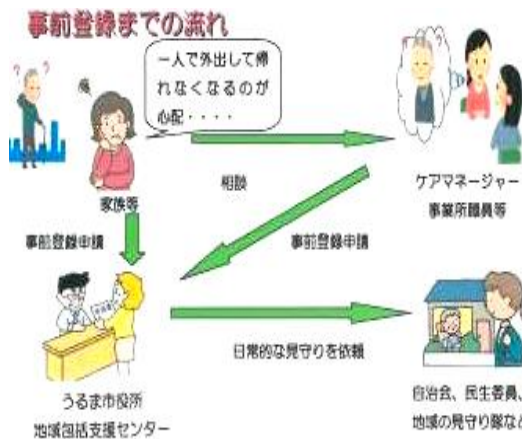 事前登録までの流れ
一人で外出して帰
れなくなるのが
心配・・・・
相談
家族等
ケアマネージャー
事業所職員等
事前登録申請
事前登録申請
日常的な見守りを依頼
うるま市役所
地域包括支援センター
自治会、民生委員、
地域の見守り隊など